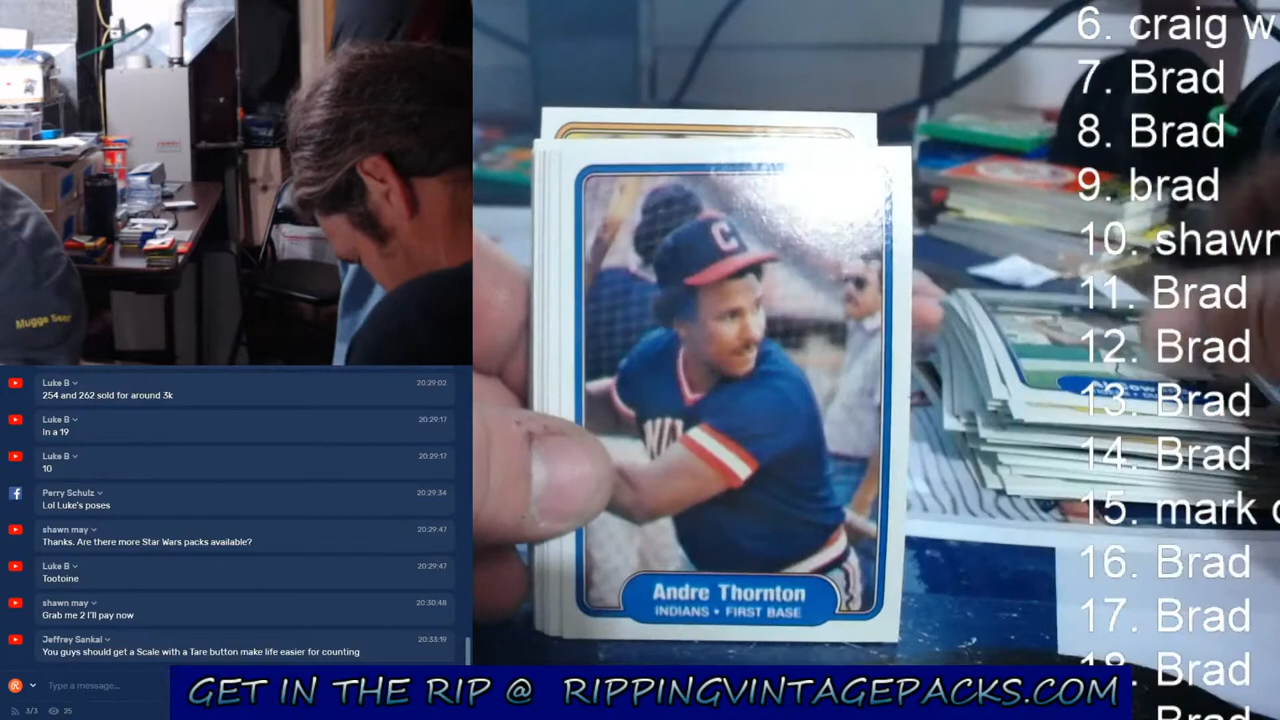 Mugge Seer
Luke B
20:29:02
254 and 262 sold for around 3k
Luke B
20:29:17
In a 19
Luke B
20:29:17
10
Perry Schulz
20:29:34
Lol Luke's poses
shawn may
20:29:47
Thanks. Are there more Star Wars packs available?
Luke B
20:29:47
Tootoine
shawn may
20:30:48
Grab me 2 I'll pay now
Jeffrey Sankal
20:33:19
You guys should get a Scale with a Tare button make life easier for counting
Type a message...
3/3 25
C
Andre Thornton
INDIANS • FIRST BASE
6. craig w
7. Brad
8. Brad
9. brad
10. shawn
11. Brad
12. Brad
13. Brad
14. Brad
15. mark
16. Brad
17. Brad
18. Brad
Brad
GET IN THE RIP @ RIPPINGVINTAGEPACKS.COM